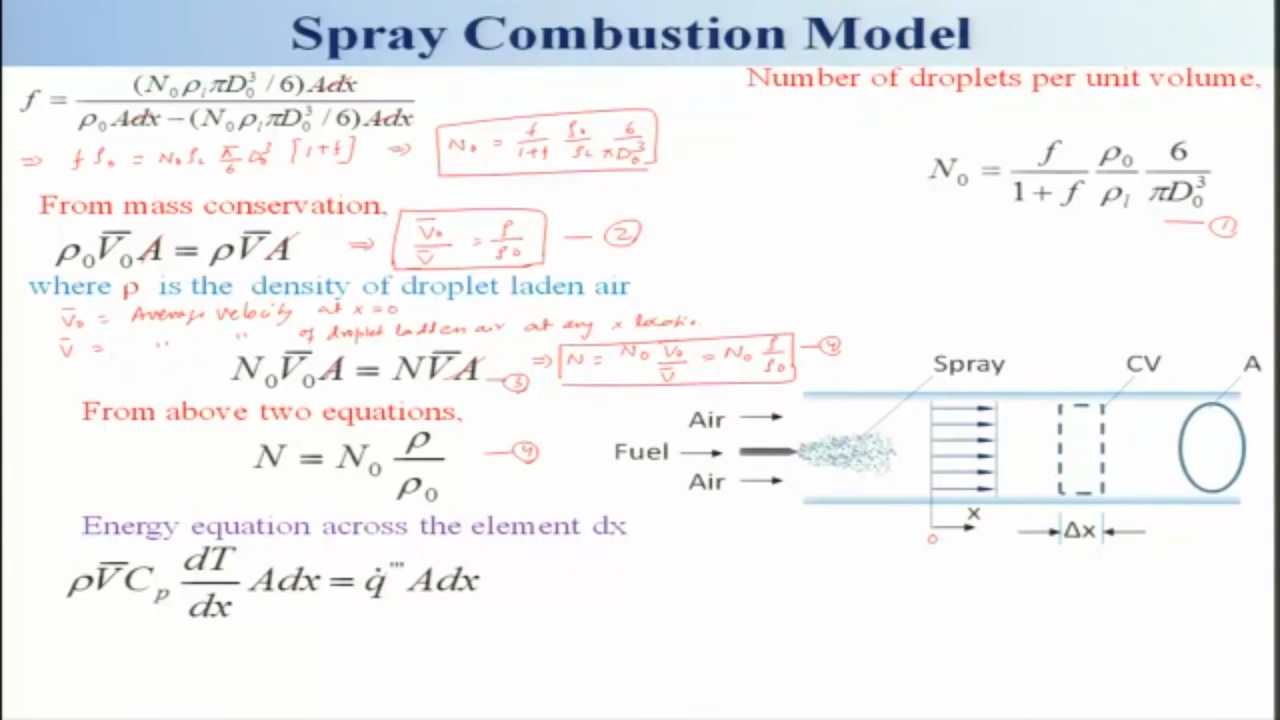 Spray Combustion Model
f = (N₀ρₗπD₀³ / 6)Adx / ρ₀Adx − (N₀ρₗπD₀³ / 6)Adx
⇒ f ρ₀ = N₀ρL π/6 D₀³ [1+f] ⇒ N₀ = f/1+f ρ₀/ρL 6/πD₀³
Number of droplets per unit volume,
N₀ = f/1+f ρ₀/ρₗ 6/πD₀³
— ①
From mass conservation,
ρ₀V̅₀A = ρV̅A ⇒ V̅₀/V̅ = ρ/ρ₀ — ②
where ρ is the density of droplet laden air
V̅₀ = Average velocity at x=0
V̅ = " " of droplet ladden air at any x location.
N₀V̅₀A = NV̅A — ③ ⇒ N = N₀ V̅₀/V̅ = N₀ ρ/ρ₀ — ④
From above two equations,
N = N₀ ρ/ρ₀ — ④
Energy equation across the element dx
ρV̅Cₚ dT/dx Adx = q̇‴ Adx
Spray
CV
A
Air
Fuel
Air
x
0
Δx